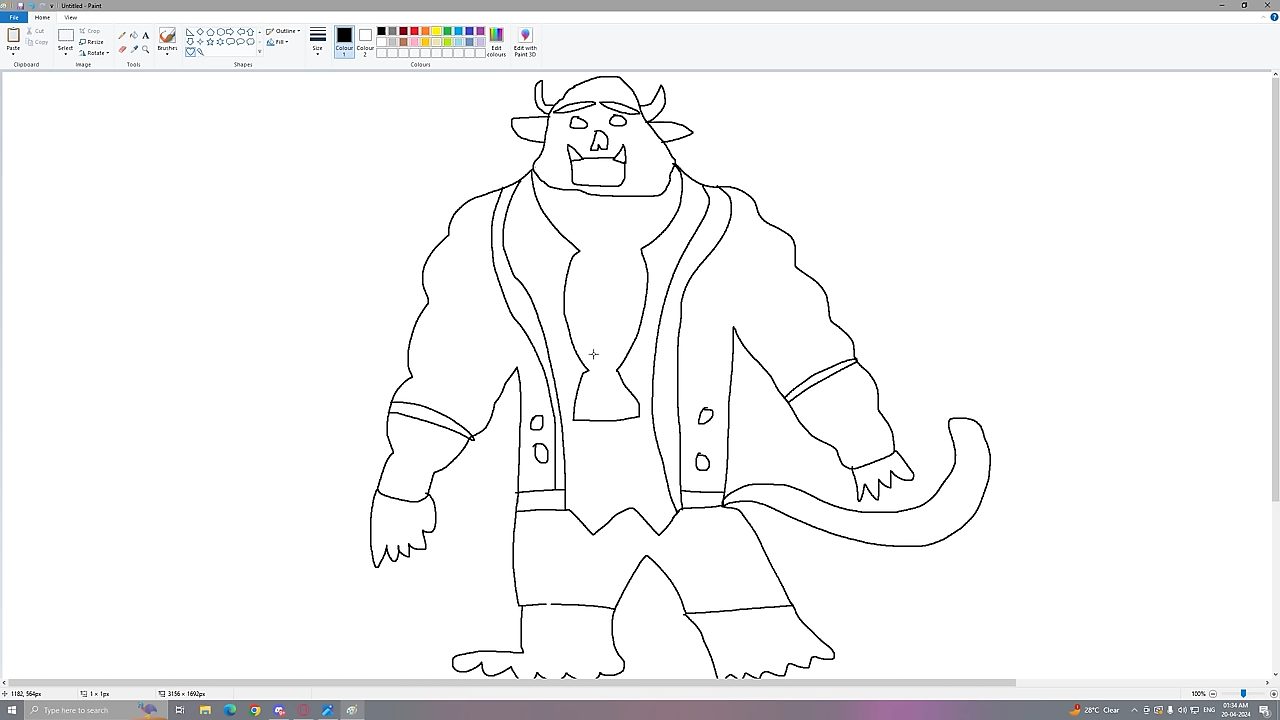 Untitled - Paint
File Home View
Paste Cut Copy
Clipboard
Select Crop Resize Rotate
Image
Tools
Brushes
Shapes
Outline Fill
Size
Colour 1 Colour 2
Colours
Edit colours
Edit with Paint 3D
1182, 564px
1 × 1px
3156 × 1692px
100%
Type here to search
28°C Clear
ENG
01:34 AM
20-04-2024